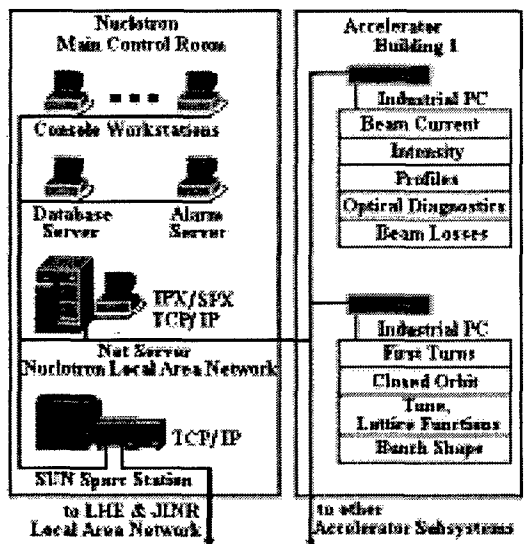 Nuclotron
Main Control Room
Console Workstations
Database
Server
Alarm
Server
IPX/SPX
TCP/IP
Net Server
Nuclotron Local Area Network
TCP/IP
SUN Sparc Station
to LHE & JINR
Local Area Network
Accelerator
Building 1
Industrial PC
Beam Current
Intensity
Profiles
Optical Diagnostics
Beam Losses
Industrial PC
First Turns
Closed Orbit
Tune,
Lattice Functions
Bunch Shape
to other
Accelerator Subsystems